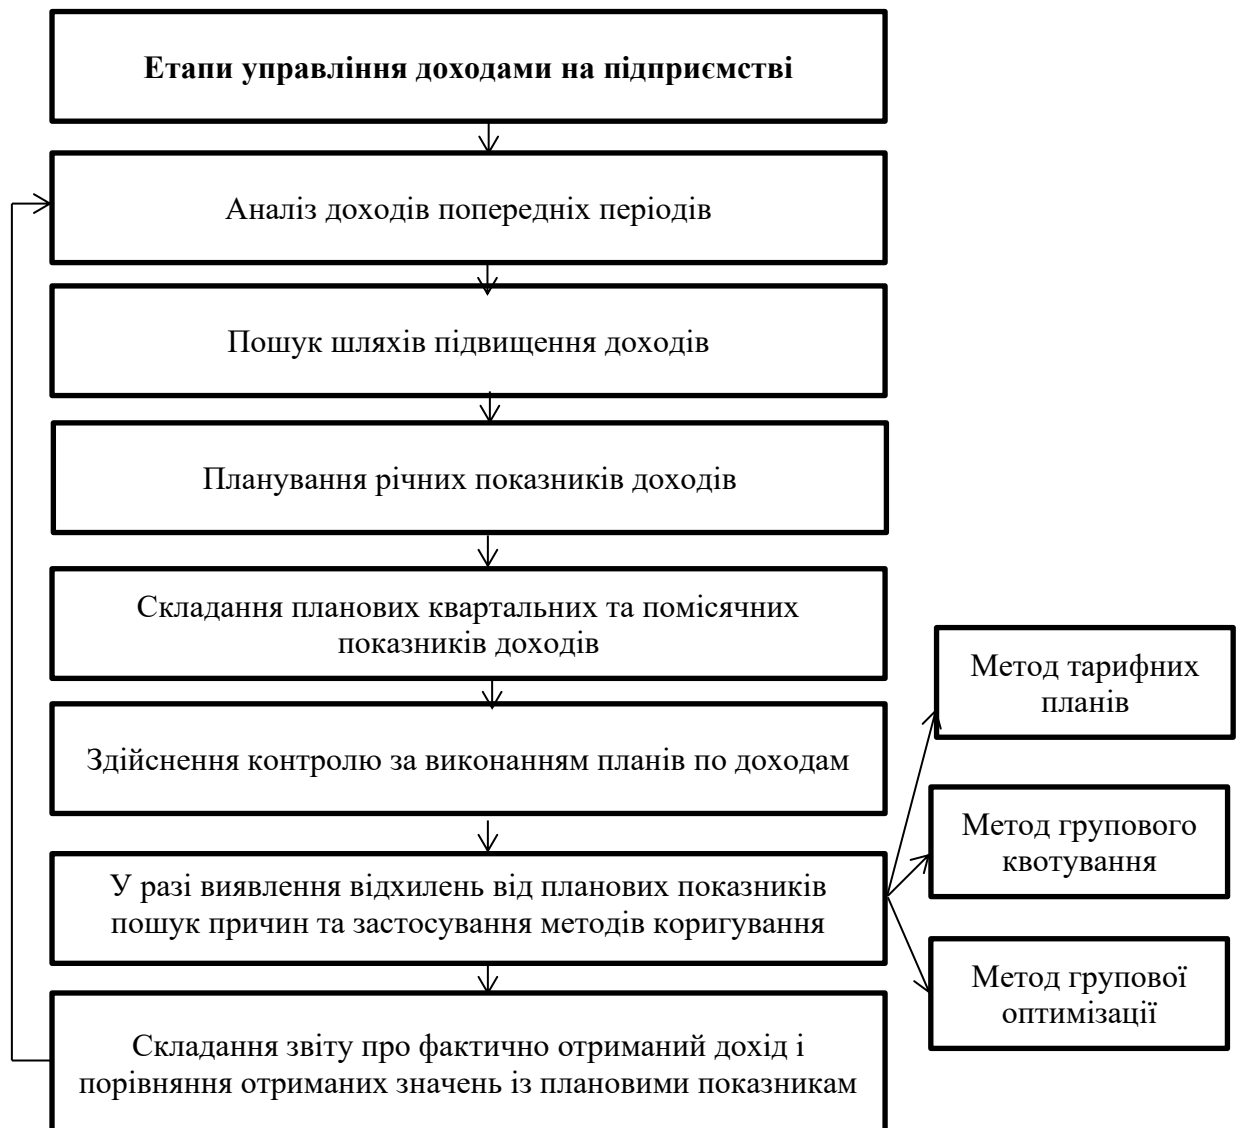 Етапи управління доходами на підприємстві
Аналіз доходів попередніх періодів
Пошук шляхів підвищення доходів
Планування річних показників доходів
Складання планових квартальних та помісячних
показників доходів
Здійснення контролю за виконанням планів по доходам
У разі виявлення відхилень від планових показників
пошук причин та застосування методів коригування
Складання звіту про фактично отриманий дохід і
порівняння отриманих значень із плановими показникам
Метод тарифних
планів
Метод групового
квотування
Метод групової
оптимізації